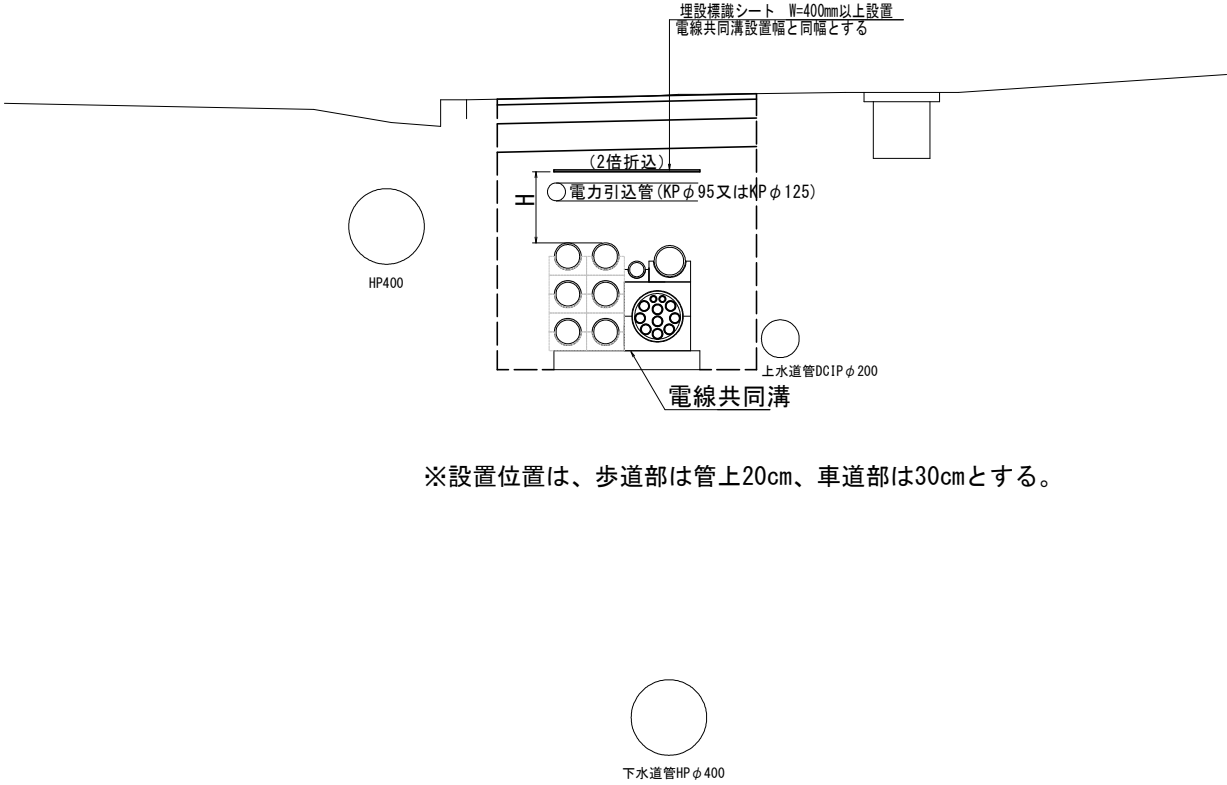 埋設標識シート　W=400mm以上設置
電線共同溝設置幅と同幅とする
(2倍折込)
電力引込管(KPφ95又はKPφ125)
H
HP400
上水道管DCIPφ200
電線共同溝
※設置位置は、歩道部は管上20cm、車道部は30cmとする。
下水道管HPφ400